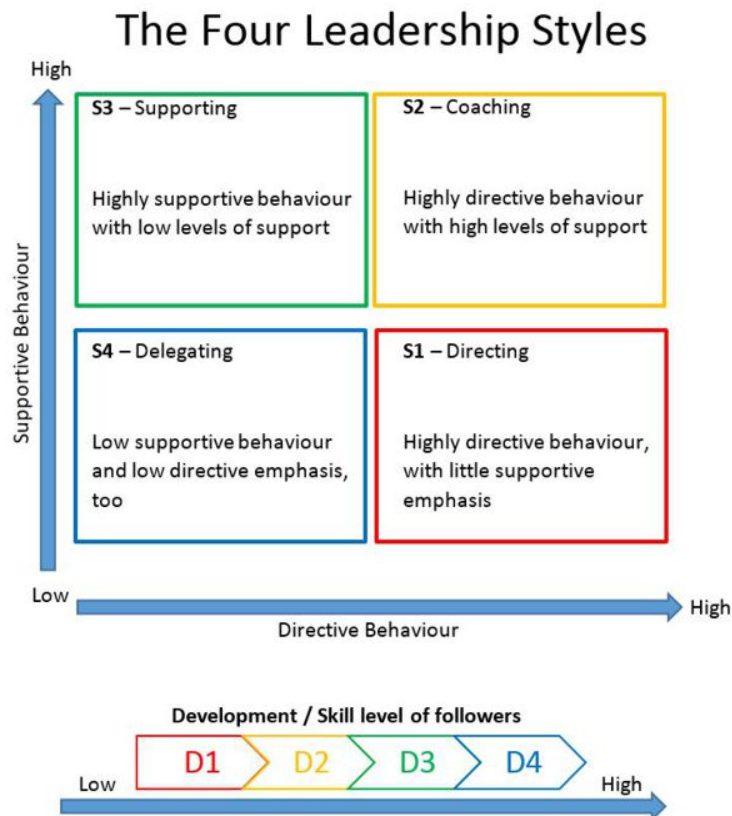 The Four Leadership Styles
High
S3 – Supporting
Highly supportive behaviour
with low levels of support
S2 – Coaching
Highly directive behaviour
with high levels of support
Supportive Behaviour
S4 – Delegating
Low supportive behaviour
and low directive emphasis,
too
S1 – Directing
Highly directive behaviour,
with little supportive
emphasis
Low
High
Directive Behaviour
Development / Skill level of followers
D1
D2
D3
D4
Low
High